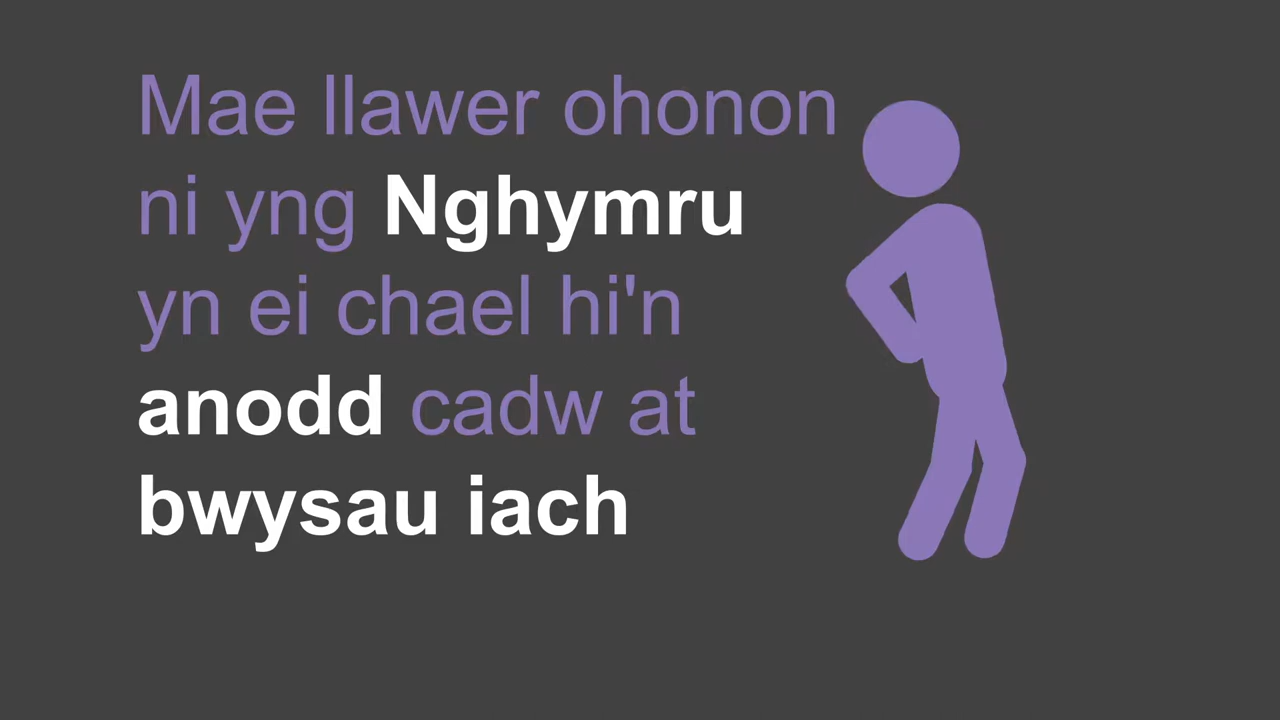 Mae llawer ohonon
ni yng Nghymru
yn ei chael hi'n
anodd cadw at
bwysau iach